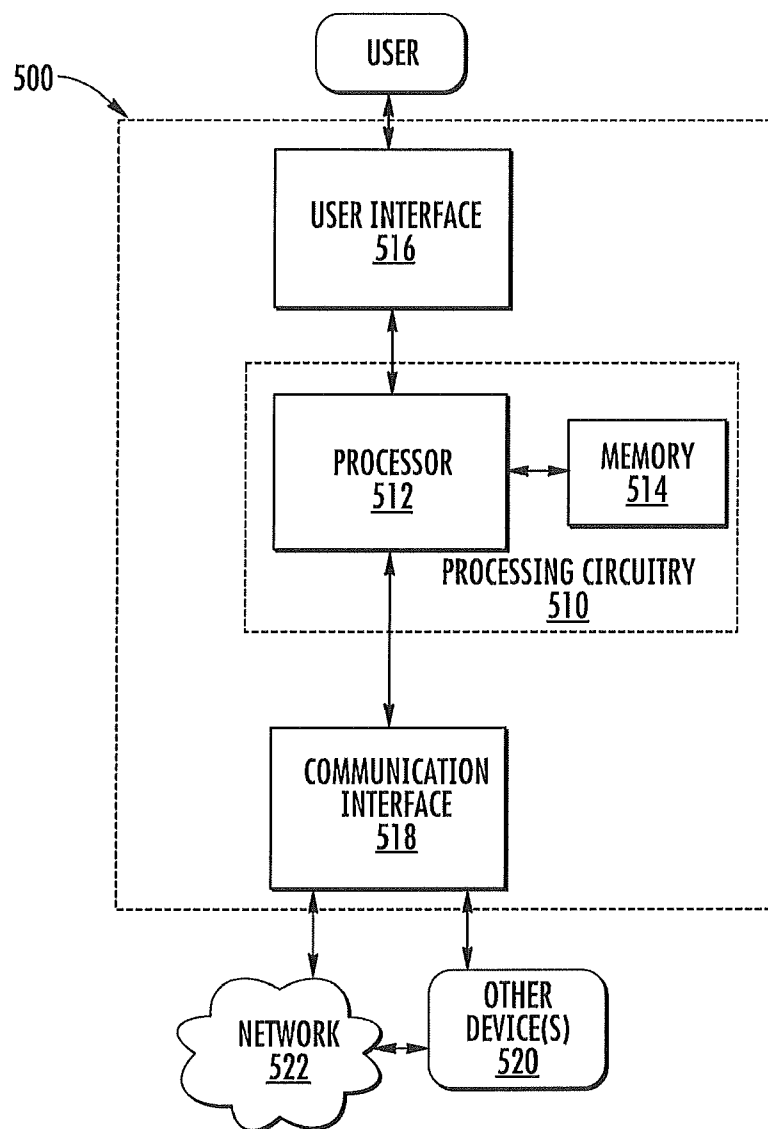 USER
500
USER INTERFACE
516
PROCESSOR
512
MEMORY
514
PROCESSING CIRCUITRY
510
COMMUNICATION
INTERFACE
518
NETWORK
522
OTHER
DEVICE(S)
520